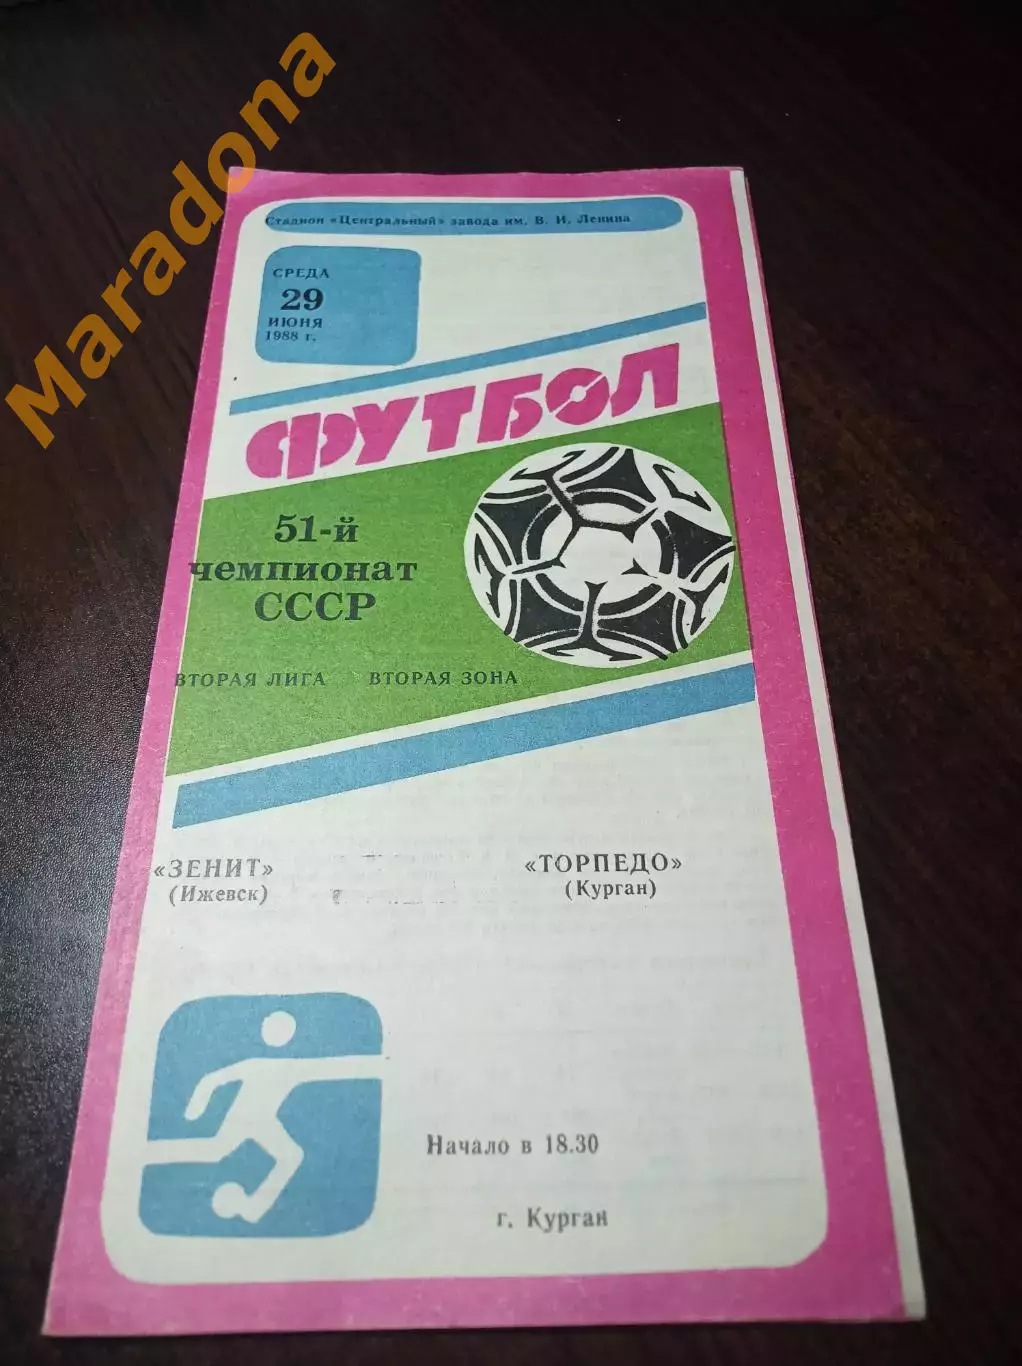 Maradona
Стадион «Центральный» завода им. В. И. Ленина
СРЕДА
29
ИЮНЯ
1988 г.
ФУТБОЛ
51-й
чемпионат
СССР
ВТОРАЯ ЛИГА ВТОРАЯ ЗОНА
«ЗЕНИТ» «ТОРПЕДО»
(Ижевск) (Курган)
Начало в 18.30
г. Курган